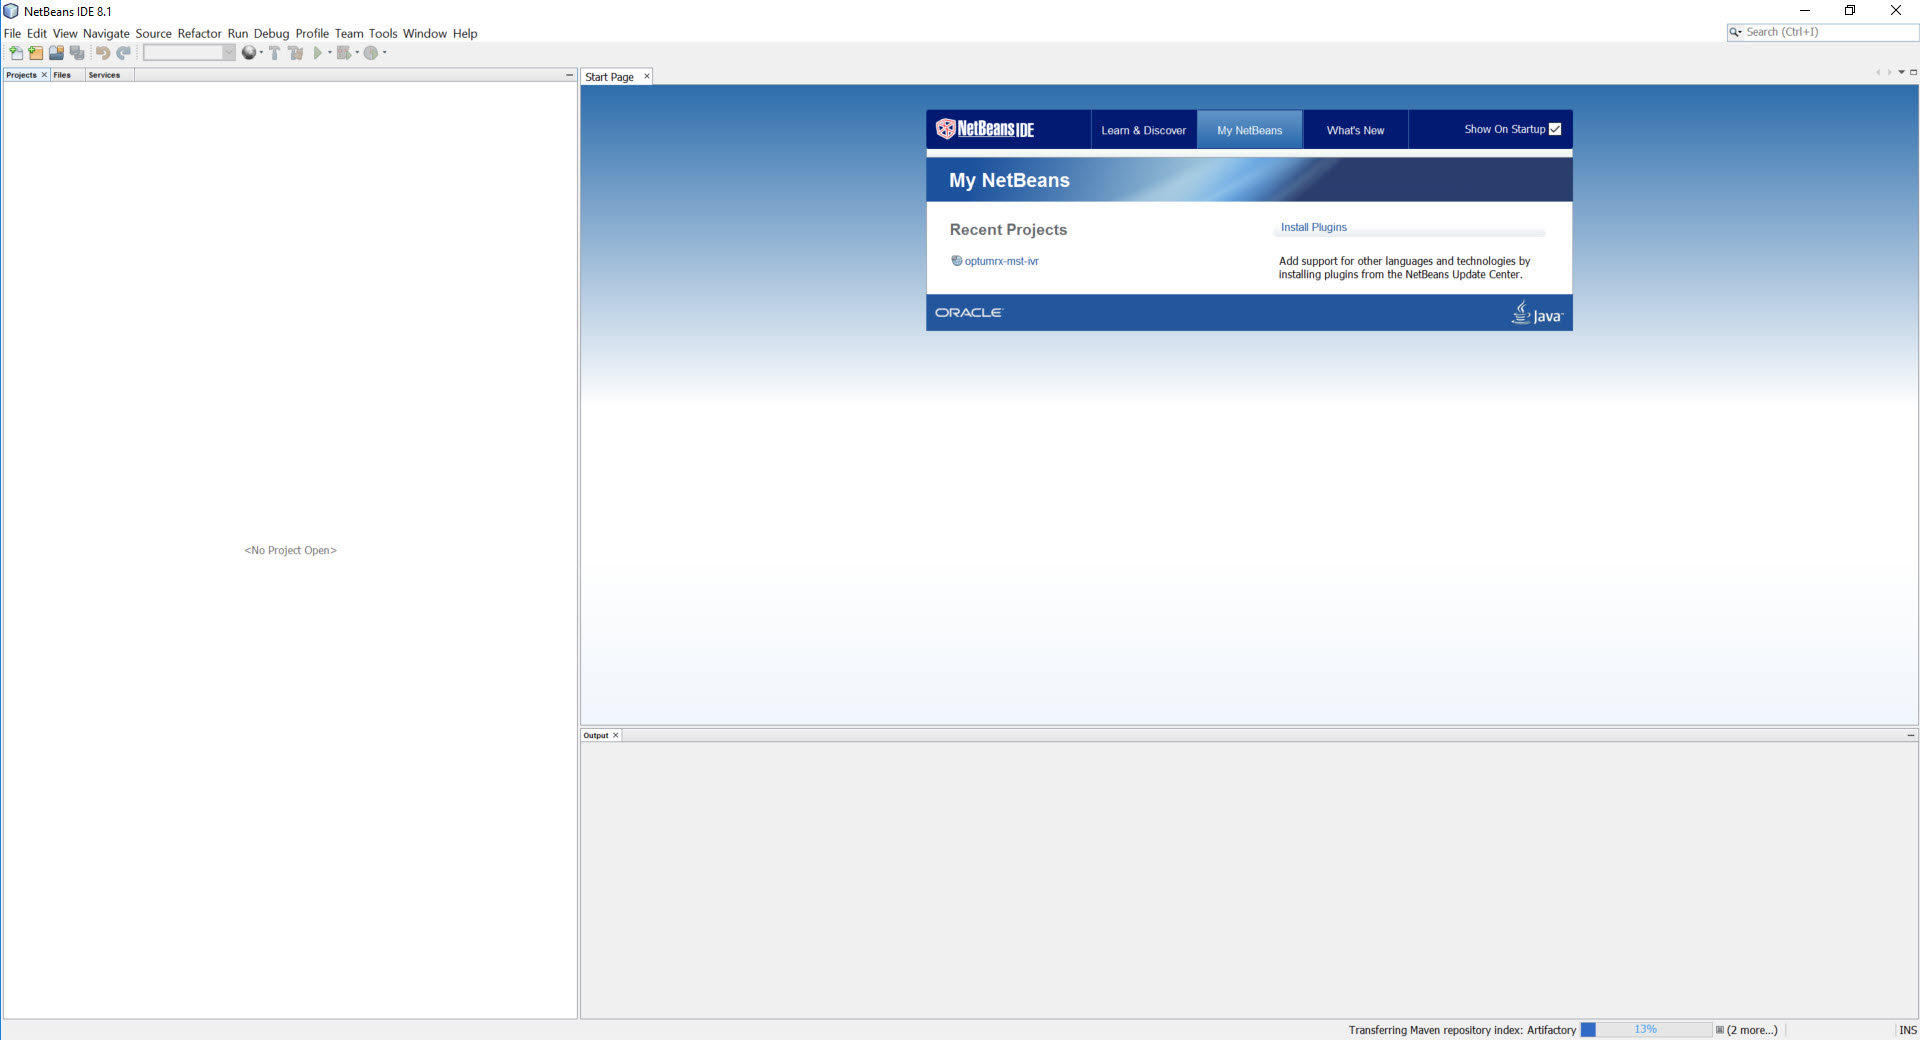 NetBeans IDE 8.1
File Edit View Navigate Source Refactor Run Debug Profile Team Tools Window Help
Search (Ctrl+I)
Projects Files Services
Start Page
NetBeans IDE
Learn & Discover
My NetBeans
What's New
Show On Startup
My NetBeans
Recent Projects
Install Plugins
optumrx-mst-ivr
Add support for other languages and technologies by
installing plugins from the NetBeans Update Center.
ORACLE
Java
<No Project Open>
Output
Transferring Maven repository index: Artifactory 13% (2 more...) INS